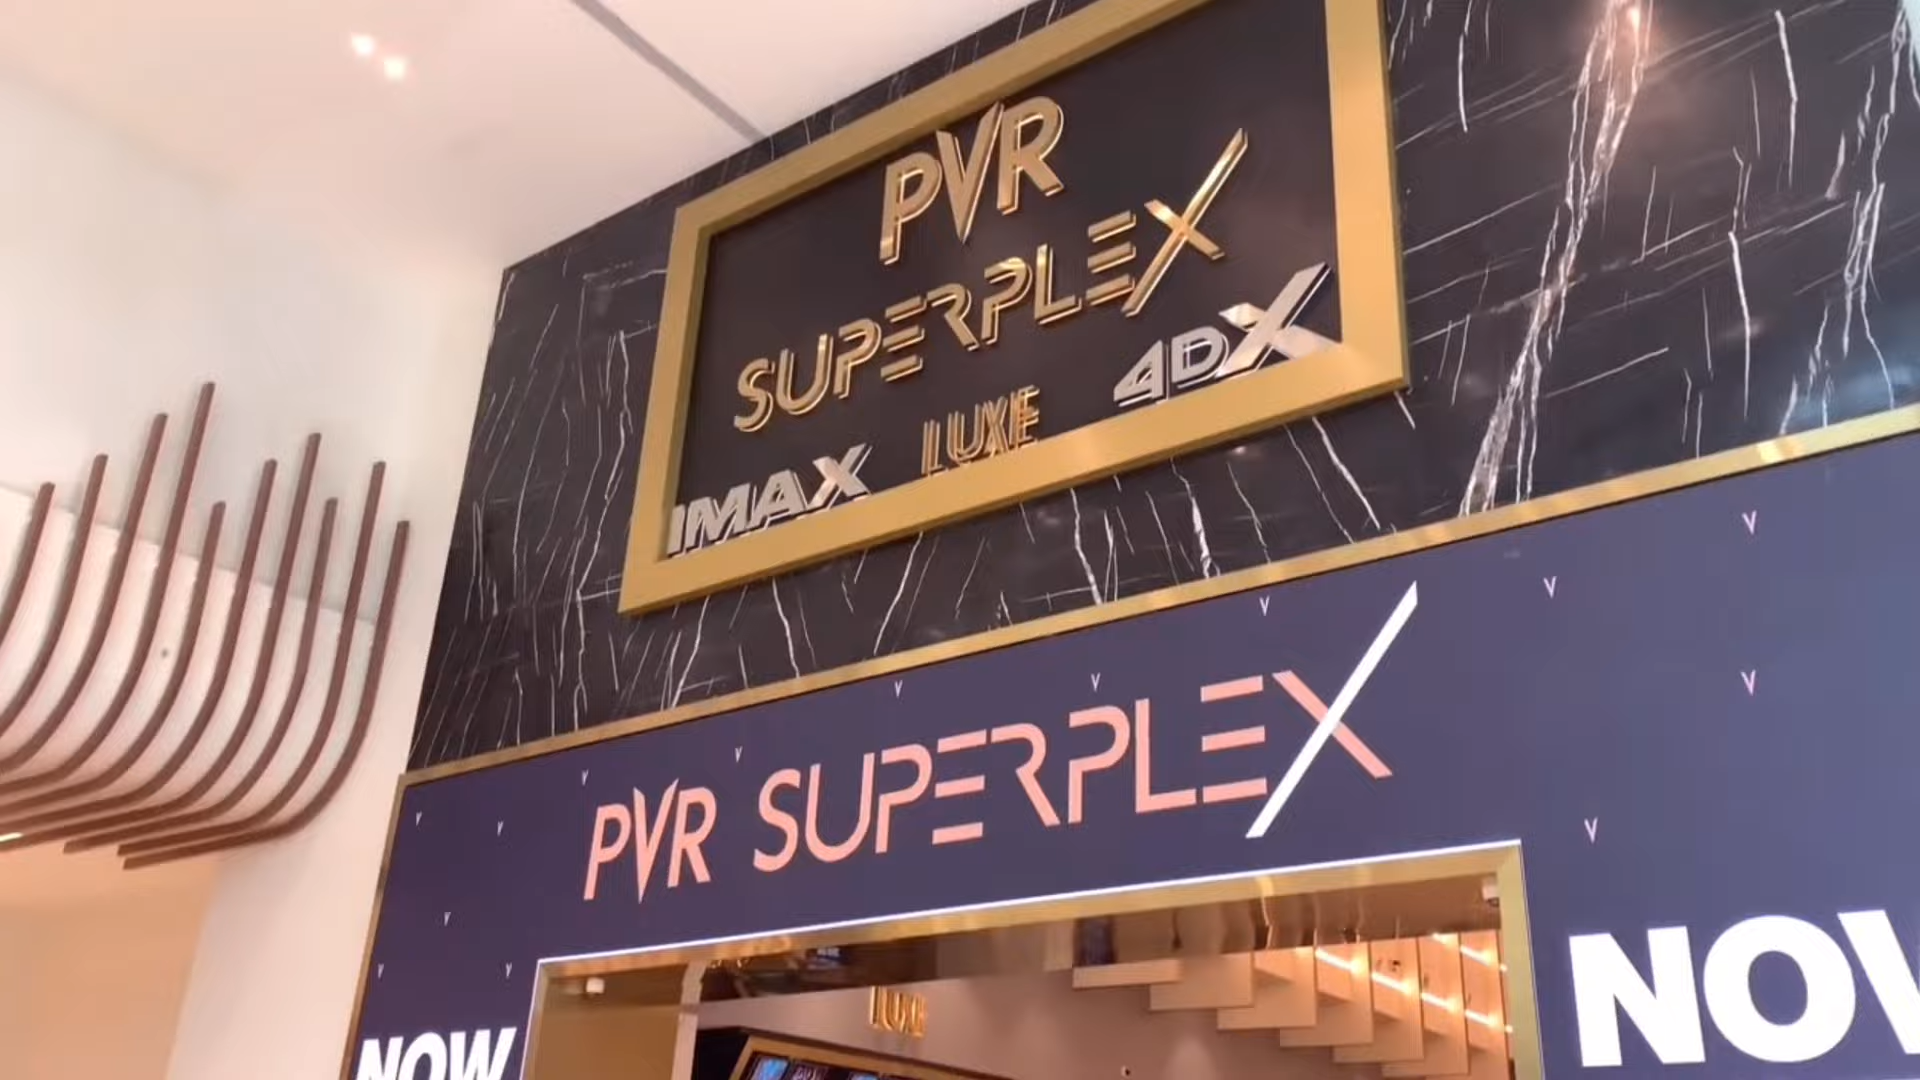 PVR
SUPERPLEX
IMAX LUXE 4DX
PVR SUPERPLEX
LUXE
NOW
NOW